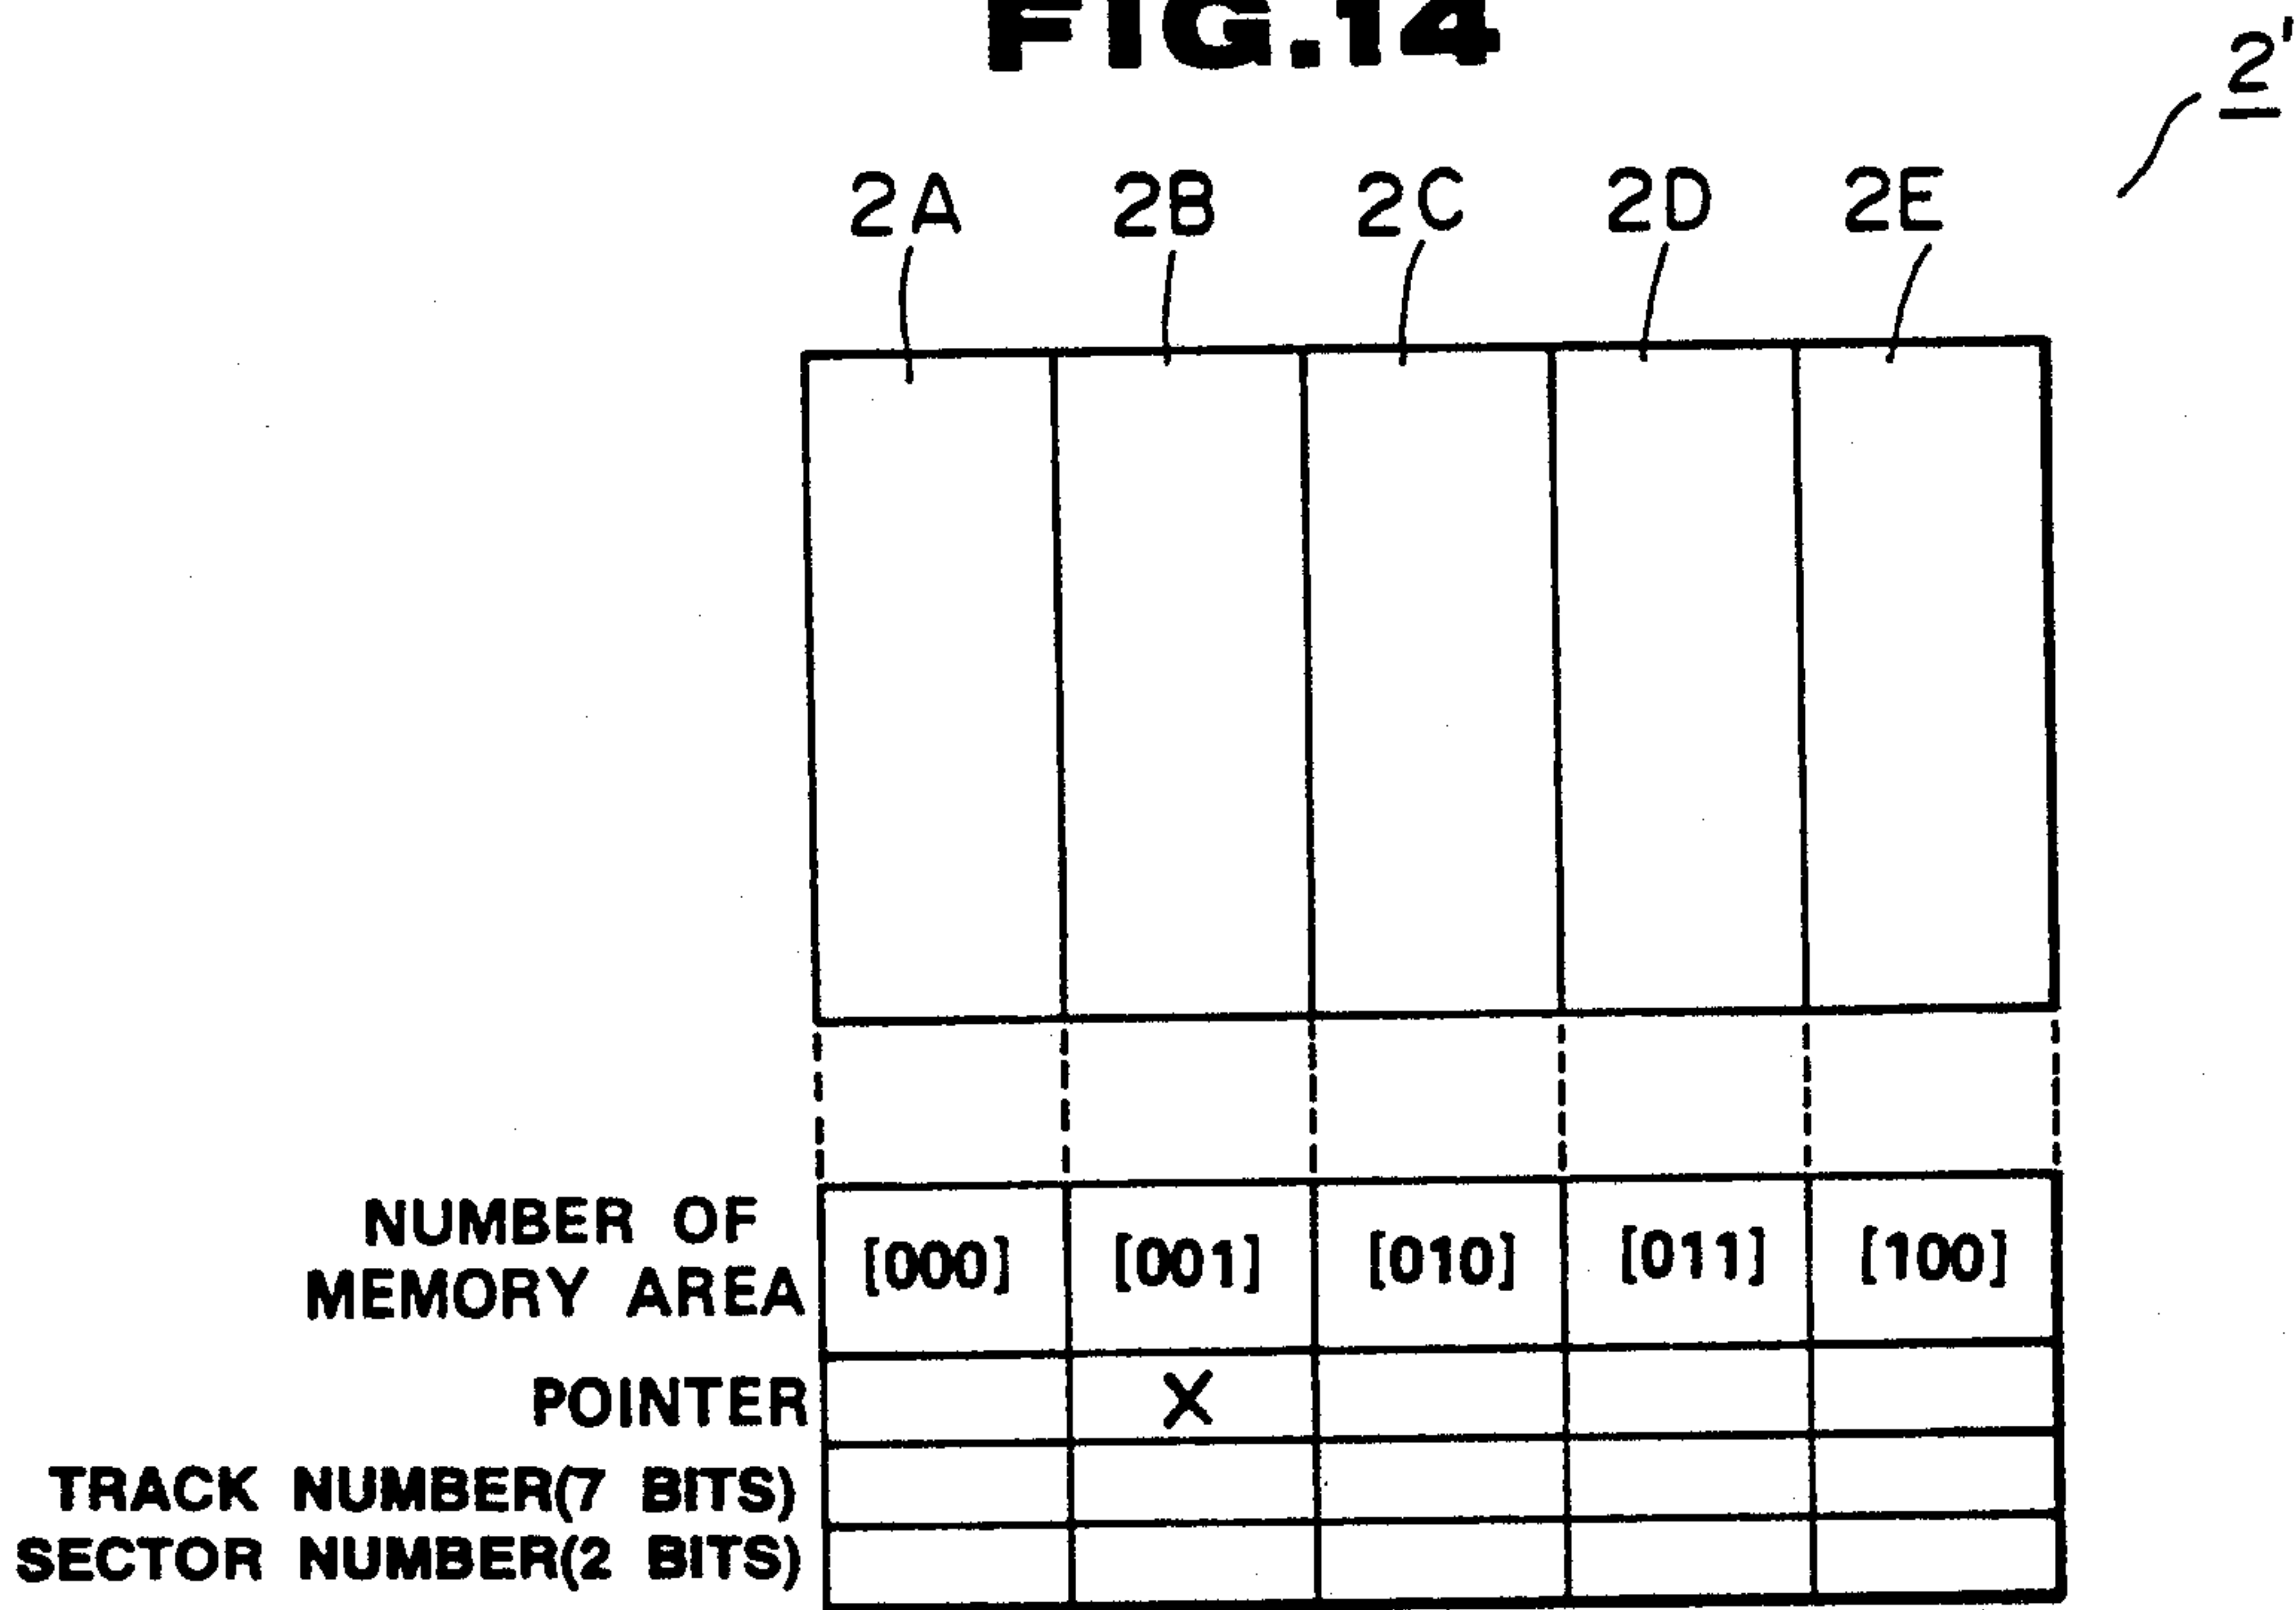 FIG.14
2'
2A 2B 2C 2D 2E
NUMBER OF
MEMORY AREA [000] [001] [010] [011] [100]
POINTER X
TRACK NUMBER(7 BITS)
SECTOR NUMBER(2 BITS)